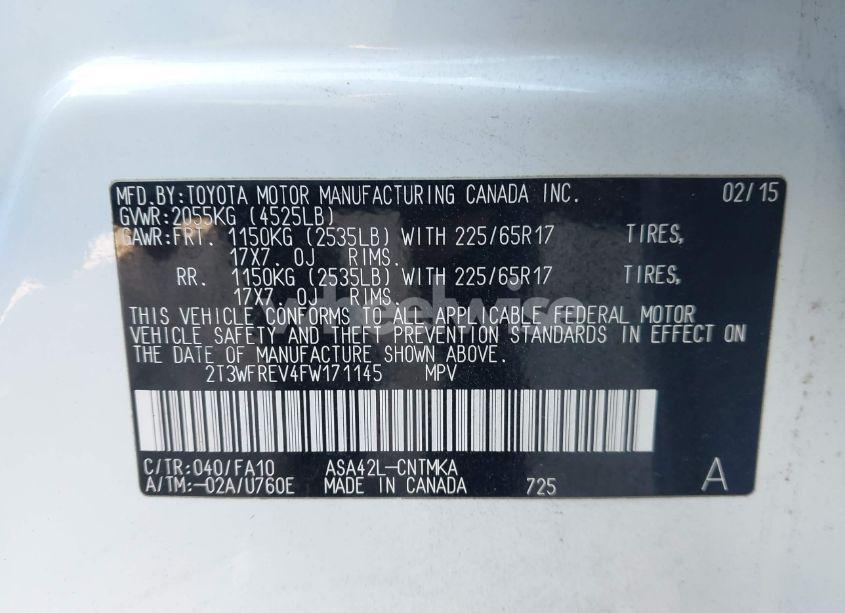 MFD.BY:TOYOTA MOTOR MANUFACTURING CANADA INC. 02/15
GVWR:2055KG (4525LB)
GAWR:FRT. 1150KG (2535LB) WITH 225/65R17 TIRES,
17X7.0J RIMS.
RR. 1150KG (2535LB) WITH 225/65R17 TIRES,
17X7.0J RIMS.
wheelwise
THIS VEHICLE CONFORMS TO ALL APPLICABLE FEDERAL MOTOR
VEHICLE SAFETY AND THEFT PREVENTION STANDARDS IN EFFECT ON
THE DATE OF MANUFACTURE SHOWN ABOVE.
2T3WFREV4FW171145 MPV
C/TR:040/FA10 ASA42L-CNTMKA
A/TM:-02A/U760E MADE IN CANADA 725 A